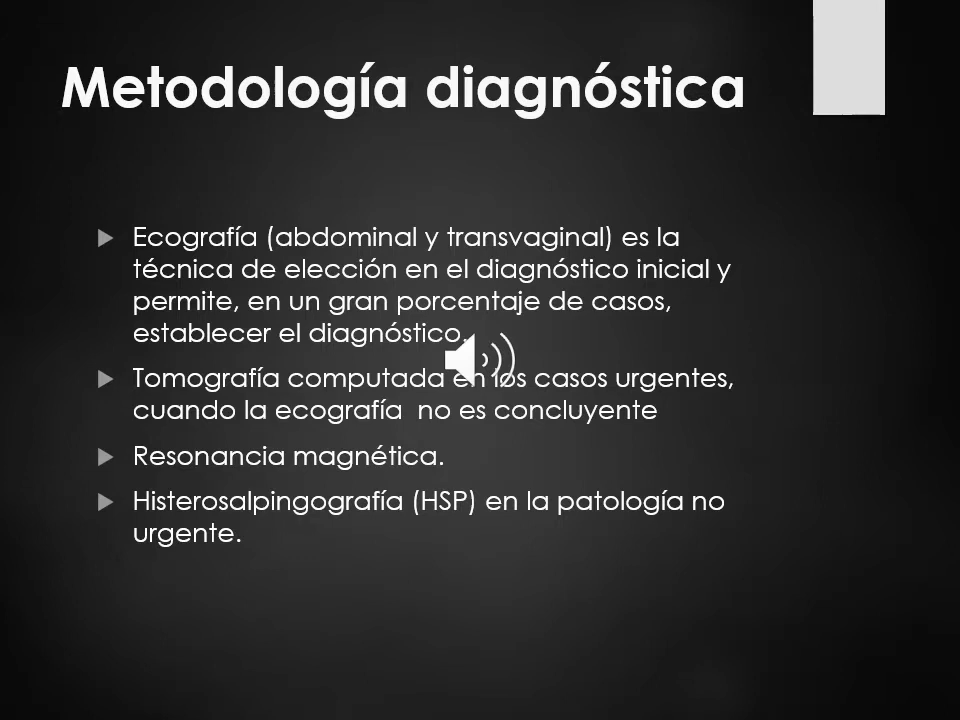 Metodología diagnóstica
Ecografía (abdominal y transvaginal) es la
técnica de elección en el diagnóstico inicial y
permite, en un gran porcentaje de casos,
establecer el diagnóstico.
Tomografía computada en los casos urgentes,
cuando la ecografía  no es concluyente
Resonancia magnética.
Histerosalpingografía (HSP) en la patología no
urgente.